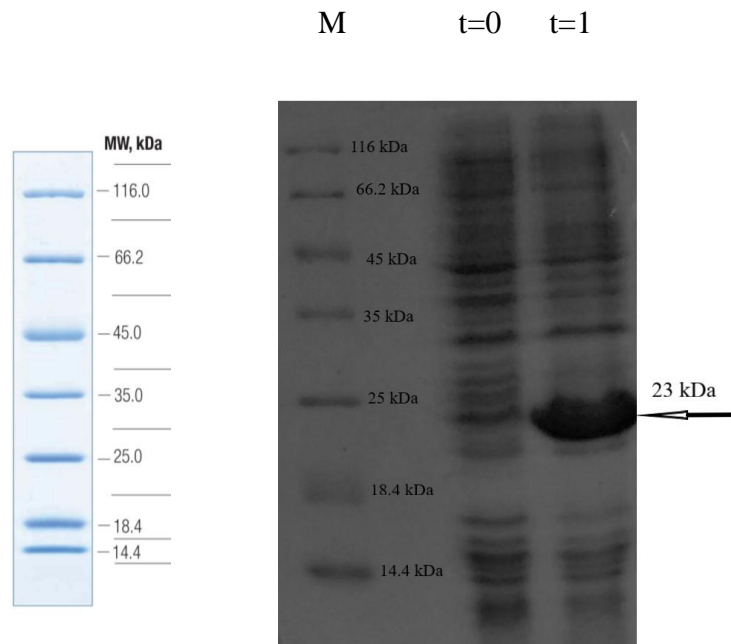 M t=0 t=1
MW, kDa
116.0
66.2
45.0
35.0
25.0
18.4
14.4
116 kDa
66.2 kDa
45 kDa
35 kDa
25 kDa
18.4 kDa
14.4 kDa
23 kDa